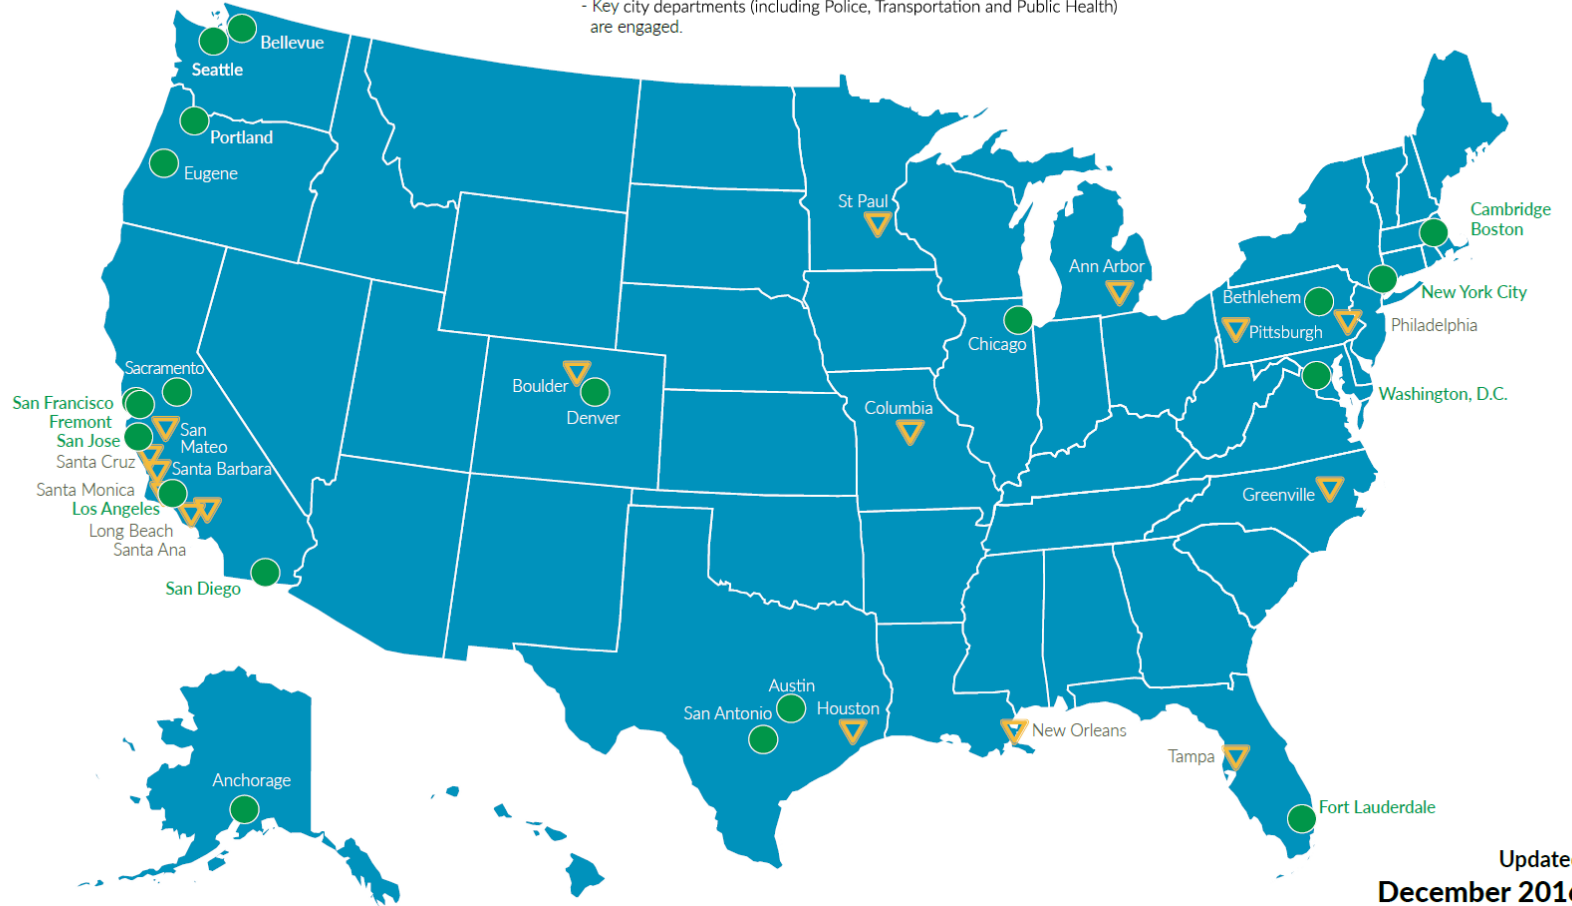 - Key city departments (including Police, Transportation and Public Health)
are engaged.
Bellevue
Seattle
Portland
Eugene
St Paul
Ann Arbor
Cambridge
Boston
New York City
Bethlehem
Pittsburgh
Philadelphia
Chicago
Washington, D.C.
Sacramento
San Francisco
Fremont
San Jose
San
Mateo
Santa Cruz
Santa Barbara
Santa Monica
Los Angeles
Long Beach
Santa Ana
San Diego
Boulder
Denver
Columbia
Greenville
Austin
San Antonio
Houston
New Orleans
Tampa
Fort Lauderdale
Anchorage
Update
December 201